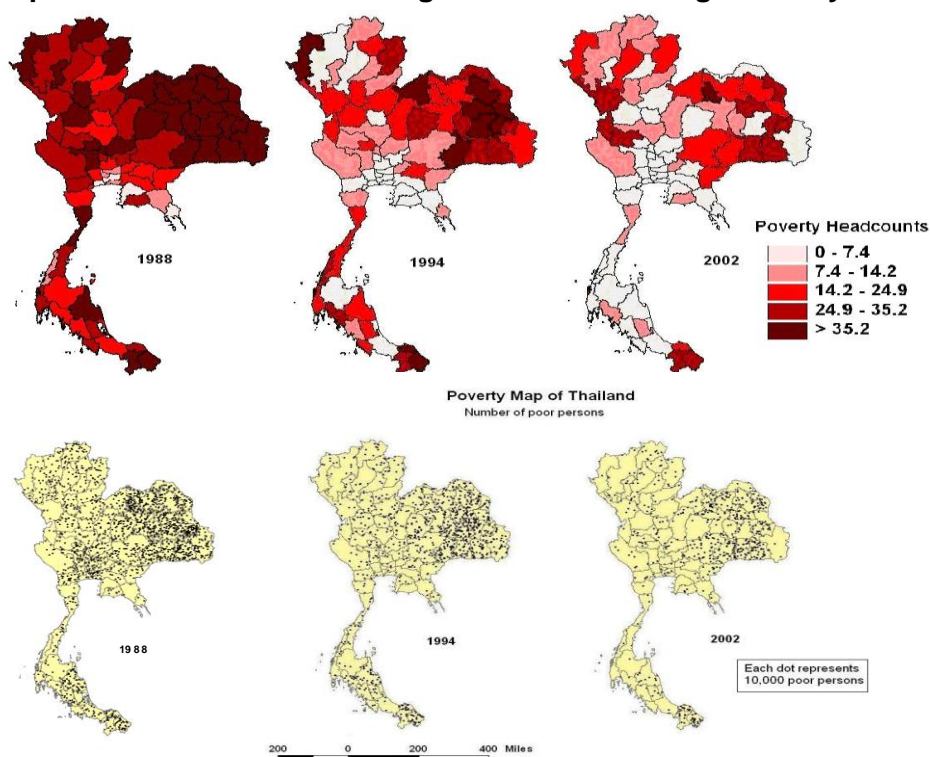 1988
1994
2002
Poverty Headcounts
0 - 7.4
7.4 - 14.2
14.2 - 24.9
24.9 - 35.2
> 35.2
Poverty Map of Thailand
Number of poor persons
1988
1994
2002
Each dot represents
10,000 poor persons
200 0 200 400 Miles